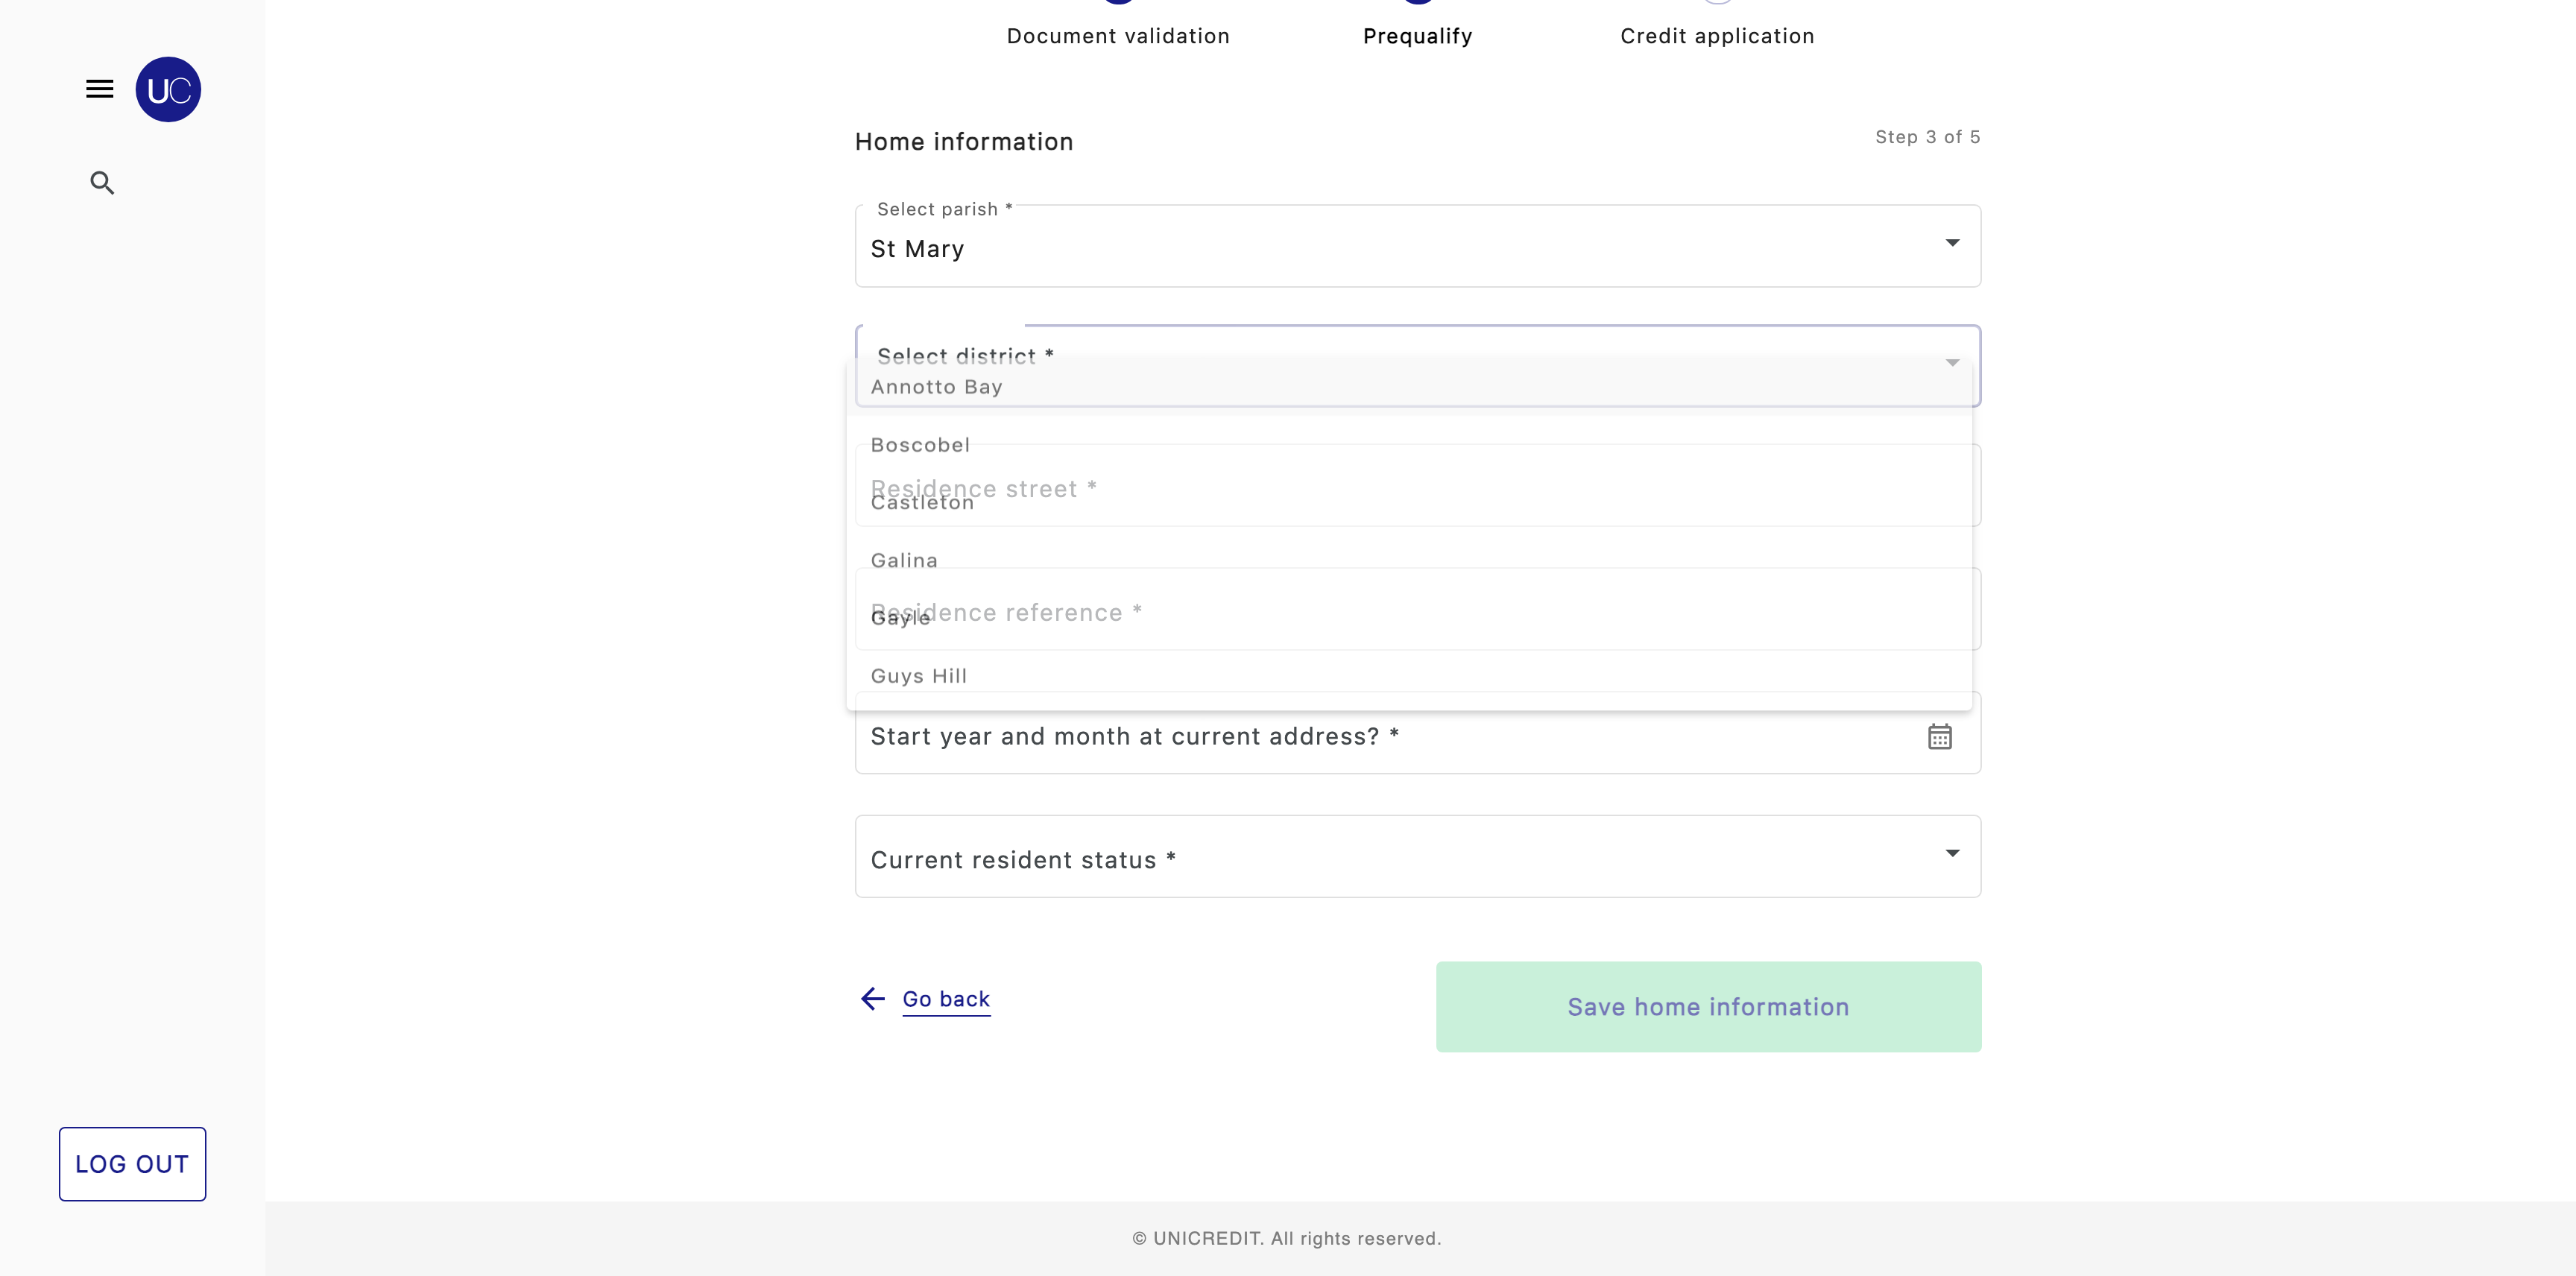 Document validation
Prequalify
Credit application
UC
Home information
Step 3 of 5
Select parish *
St Mary
Select district *
Annotto Bay
Boscobel
Residence street *
Castleton
Galina
Residence reference *
Gayle
Guys Hill
Start year and month at current address? *
Current resident status *
Go back
Save home information
LOG OUT
© UNICREDIT. All rights reserved.